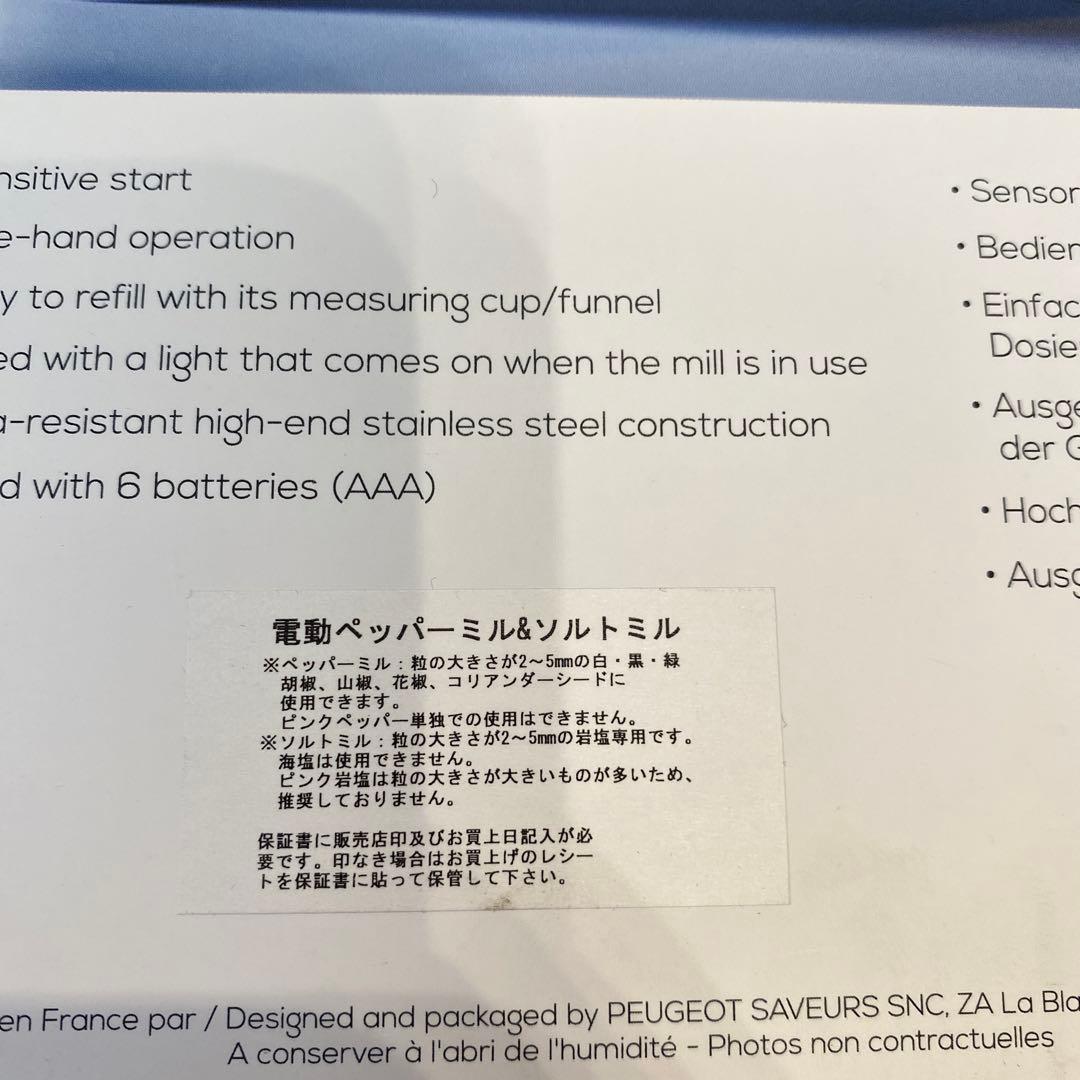 nsitive start
e-hand operation
y to refill with its measuring cup/funnel
ed with a light that comes on when the mill is in use
a-resistant high-end stainless steel construction
d with 6 batteries (AAA)
• Sensor
• Bedien
• Einfac
Dosie
• Ausge
der G
• Hoch
• Ausg
電動ペッパーミル&ソルトミル
※ペッパーミル：粒の大きさが2～5mmの白・黒・緑
胡椒、山椒、花椒、コリアンダーシードに
使用できます。
ピンクペッパー単独での使用はできません。
※ソルトミル：粒の大きさが2～5mmの岩塩専用です。
海塩は使用できません。
ピンク岩塩は粒の大きさが大きいものが多いため、
推奨しておりません。
保証書に販売店印及びお買上日記入が必
要です。印なき場合はお買上げのレシー
トを保証書に貼って保管して下さい。
en France par / Designed and packaged by PEUGEOT SAVEURS SNC, ZA La Bla
A conserver à l'abri de l'humidité - Photos non contractuelles